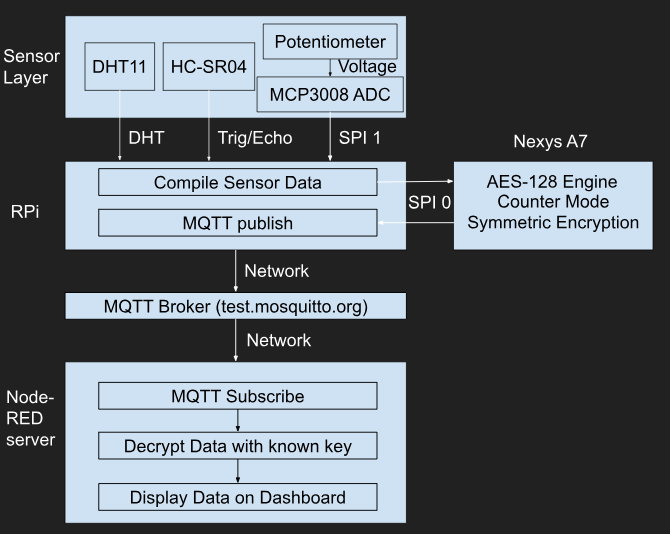 Sensor
Layer
DHT11
HC-SR04
Potentiometer
Voltage
MCP3008 ADC
DHT
Trig/Echo
SPI 1
Nexys A7
RPi
Compile Sensor Data
MQTT publish
SPI 0
AES-128 Engine
Counter Mode
Symmetric Encryption
Network
MQTT Broker (test.mosquitto.org)
Network
Node-
RED
server
MQTT Subscribe
Decrypt Data with known key
Display Data on Dashboard